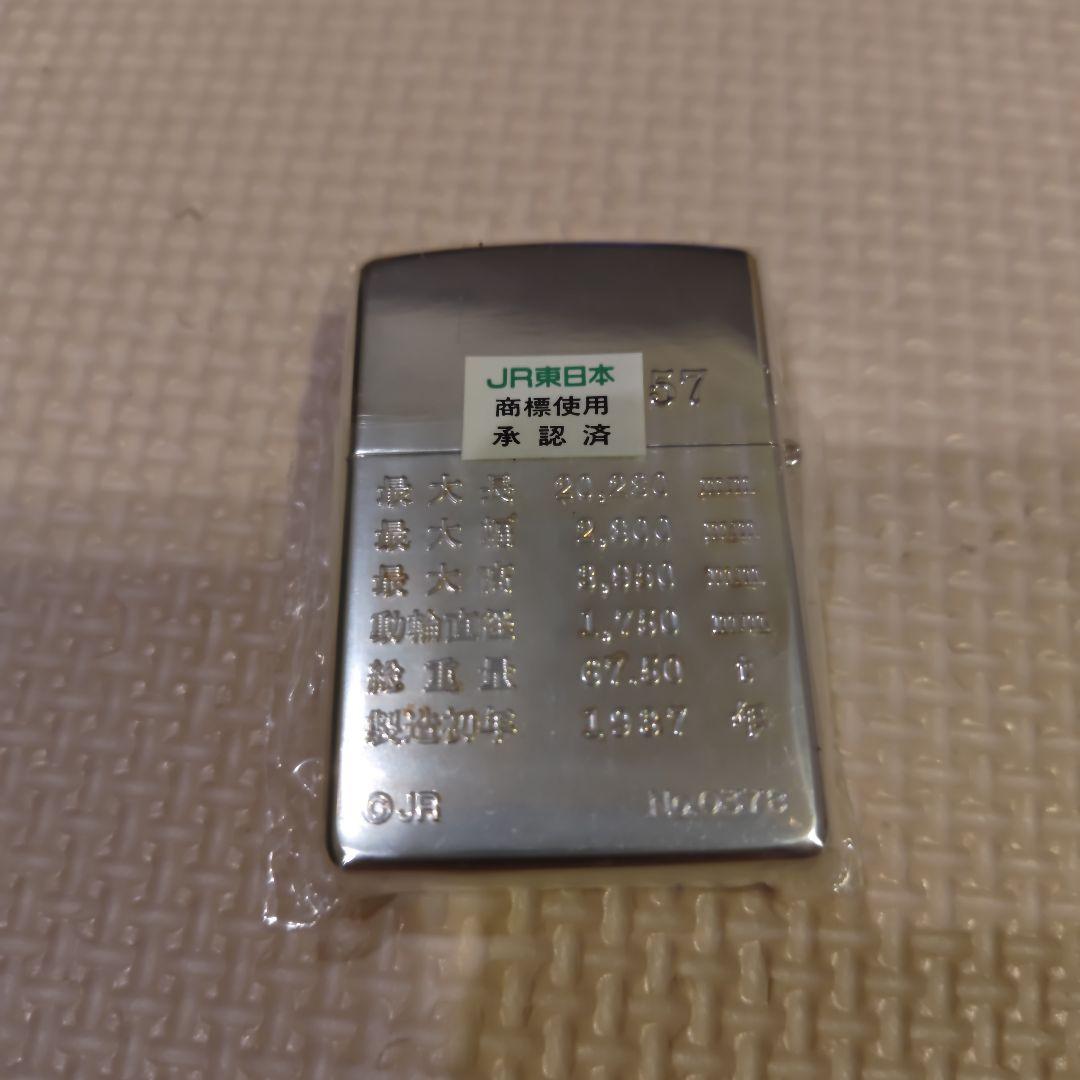 JR東日本
商標使用
承認済
57
最大長 20,280 mm
最大幅 2,800 mm
最大高 3,980 mm
動輪直径 1,750 mm
総重量 67.50 t
製造初年 1937 年
©JR No.0378